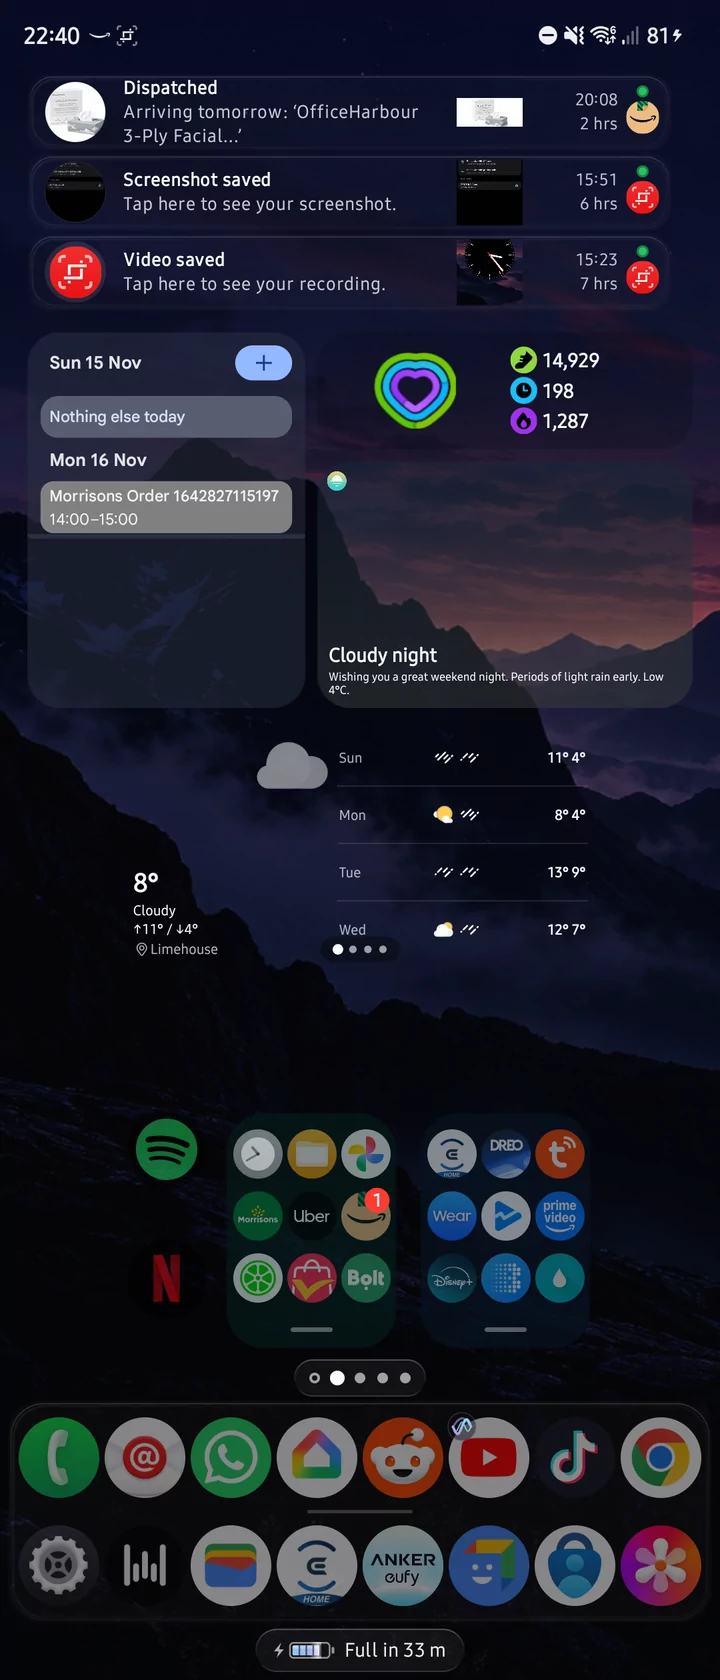 22:40
81
Dispatched
Arriving tomorrow: ‘OfficeHarbour
3-Ply Facial...’
20:08
2 hrs
Screenshot saved
Tap here to see your screenshot.
15:51
6 hrs
Video saved
Tap here to see your recording.
15:23
7 hrs
Sun 15 Nov
+
Nothing else today
Mon 16 Nov
Morrisons Order 1642827115197
14:00–15:00
14,929
198
1,287
Cloudy night
Wishing you a great weekend night. Periods of light rain early. Low
4°C.
Sun 11° 4°
Mon 8° 4°
Tue 13° 9°
Wed 12° 7°
8°
Cloudy
↑11° / ↓4°
Limehouse
HOME
DREO
Morrisons
Uber
1
Wear
prime
video
Bolt
Disney+
HOME
ANKER
eufy
Full in 33 m